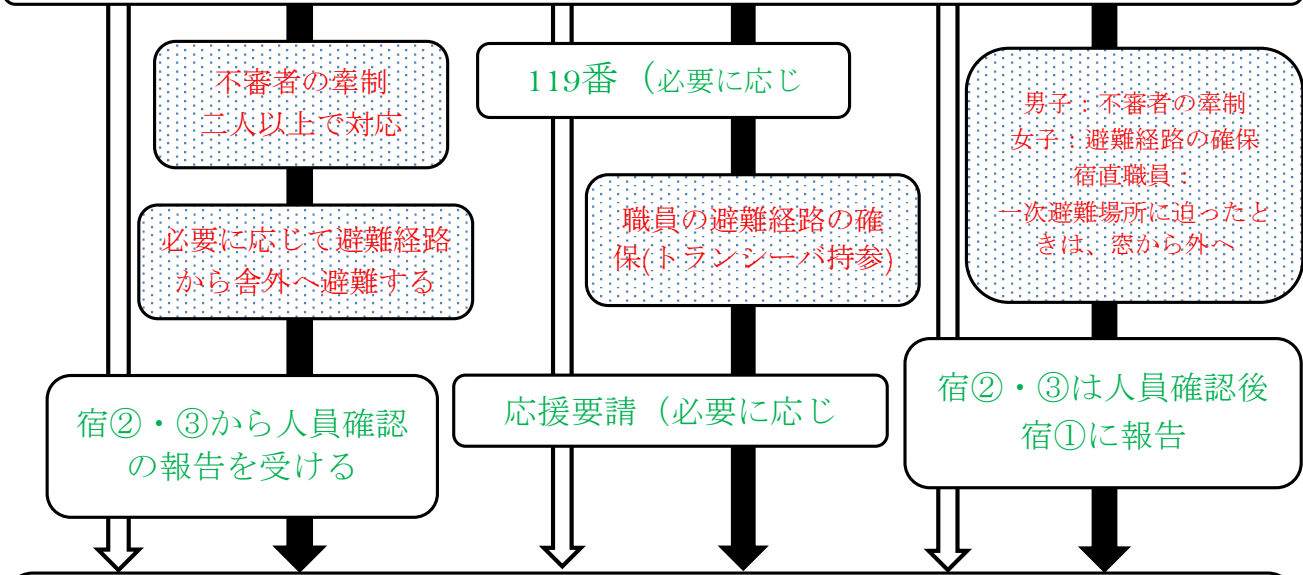 不審者の牽制
二人以上で対応
必要に応じて避難経路
から舎外へ避難する
宿②・③から人員確認
の報告を受ける
119番（必要に応じ
職員の避難経路の確
保(トランシーバ持参)
応援要請（必要に応じ
男子：不審者の牽制
女子：避難経路の確保
宿直職員：
一次避難場所に迫ったと
きは、窓から外へ
宿②・③は人員確認後
宿①に報告